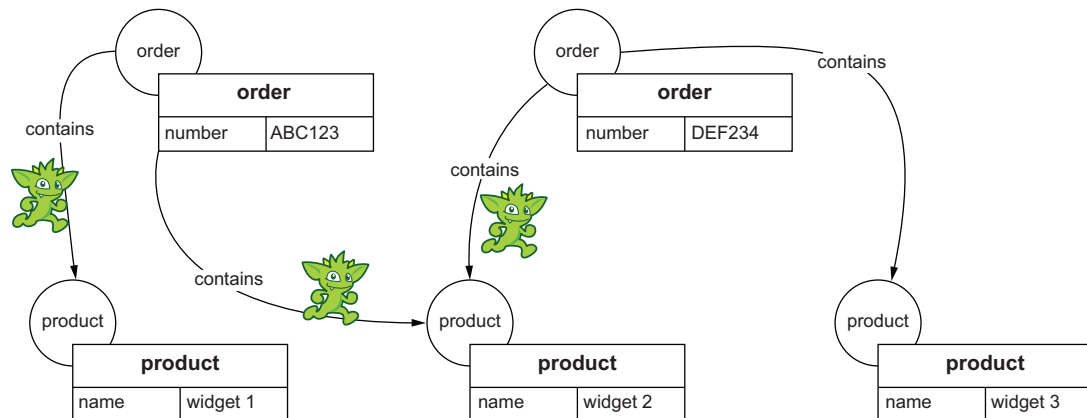 order
order
number ABC123
contains
contains
product
product
name widget 1
order
order
number DEF234
contains
contains
product
product
name widget 2
product
product
name widget 3